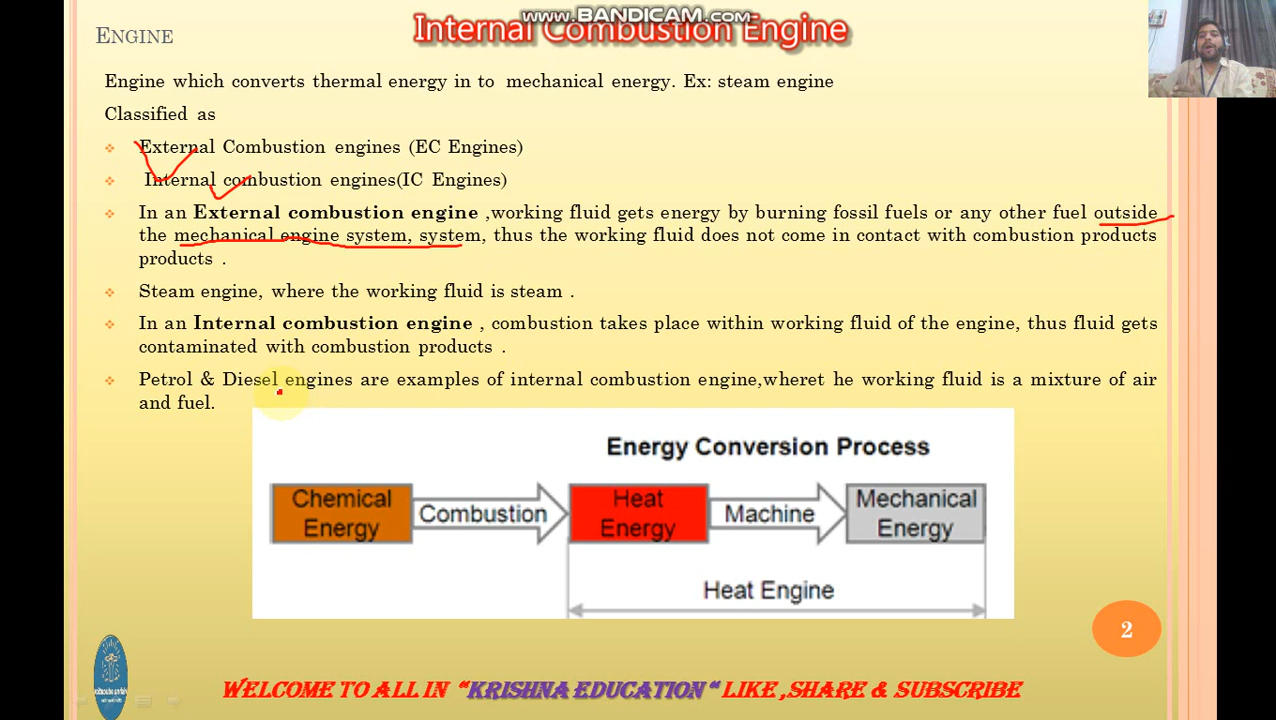 www.BANDICAM.com
ENGINE
Internal Combustion Engine
Engine which converts thermal energy in to mechanical energy. Ex: steam engine
Classified as
External Combustion engines (EC Engines)
Internal combustion engines(IC Engines)
In an External combustion engine ,working fluid gets energy by burning fossil fuels or any other fuel outside
the mechanical engine system, system, thus the working fluid does not come in contact with combustion products
products .
Steam engine, where the working fluid is steam .
In an Internal combustion engine , combustion takes place within working fluid of the engine, thus fluid gets
contaminated with combustion products .
Petrol & Diesel engines are examples of internal combustion engine,wheret he working fluid is a mixture of air
and fuel.
Energy Conversion Process
Chemical
Energy
Combustion
Heat
Energy
Machine
Mechanical
Energy
Heat Engine
2
WELCOME TO ALL IN "KRISHNA EDUCATION" LIKE ,SHARE & SUBSCRIBE